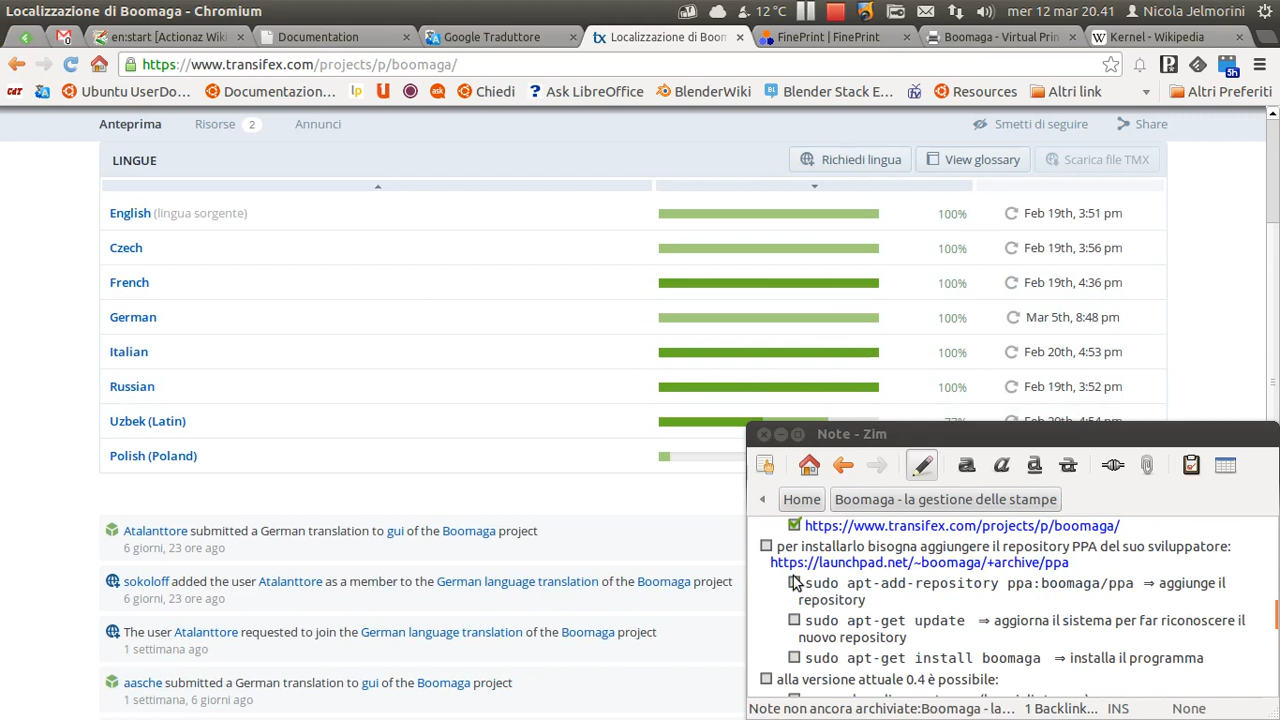 Localizzazione di Boomaga - Chromium
12 °C
mer 12 mar 20.41
Nicola Jelmorini
en:start [Actionaz Wiki
Documentation
Google Traduttore
Localizzazione di Boom
FinePrint | FinePrint
Boomaga - Virtual Prin
Kernel - Wikipedia
https://www.transifex.com/projects/p/boomaga/
CAT
Ubuntu UserDo...
Documentazion...
lp
U
ask
Chiedi
Ask LibreOffice
BlenderWiki
Blender Stack E...
Resources
Altri link
5h
Altri Preferiti
Anteprima
Risorse 2
Annunci
Smetti di seguire
Share
LINGUE
Richiedi lingua
View glossary
Scarica file TMX
English (lingua sorgente) 100% Feb 19th, 3:51 pm
Czech 100% Feb 19th, 3:56 pm
French 100% Feb 19th, 4:36 pm
German 100% Mar 5th, 8:48 pm
Italian 100% Feb 20th, 4:53 pm
Russian 100% Feb 19th, 3:52 pm
Uzbek (Latin) 77% Feb 20th, 4:54 pm
Polish (Poland)
Atalanttore submitted a German translation to gui of the Boomaga project
6 giorni, 23 ore ago
sokoloff added the user Atalanttore as a member to the German language translation of the Boomaga project
6 giorni, 23 ore ago
The user Atalanttore requested to join the German language translation of the Boomaga project
1 settimana ago
aasche submitted a German translation to gui of the Boomaga project
1 settimana, 6 giorni ago
Note - Zim
Home
Boomaga - la gestione delle stampe
https://www.transifex.com/projects/p/boomaga/
per installarlo bisogna aggiungere il repository PPA del suo sviluppatore:
https://launchpad.net/~boomaga/+archive/ppa
sudo apt-add-repository ppa:boomaga/ppa ⇒ aggiunge il
repository
sudo apt-get update ⇒ aggiorna il sistema per far riconoscere il
nuovo repository
sudo apt-get install boomaga ⇒ installa il programma
alla versione attuale 0.4 è possibile:
Note non ancora archiviate:Boomaga - la... 1 Backlink... INS None